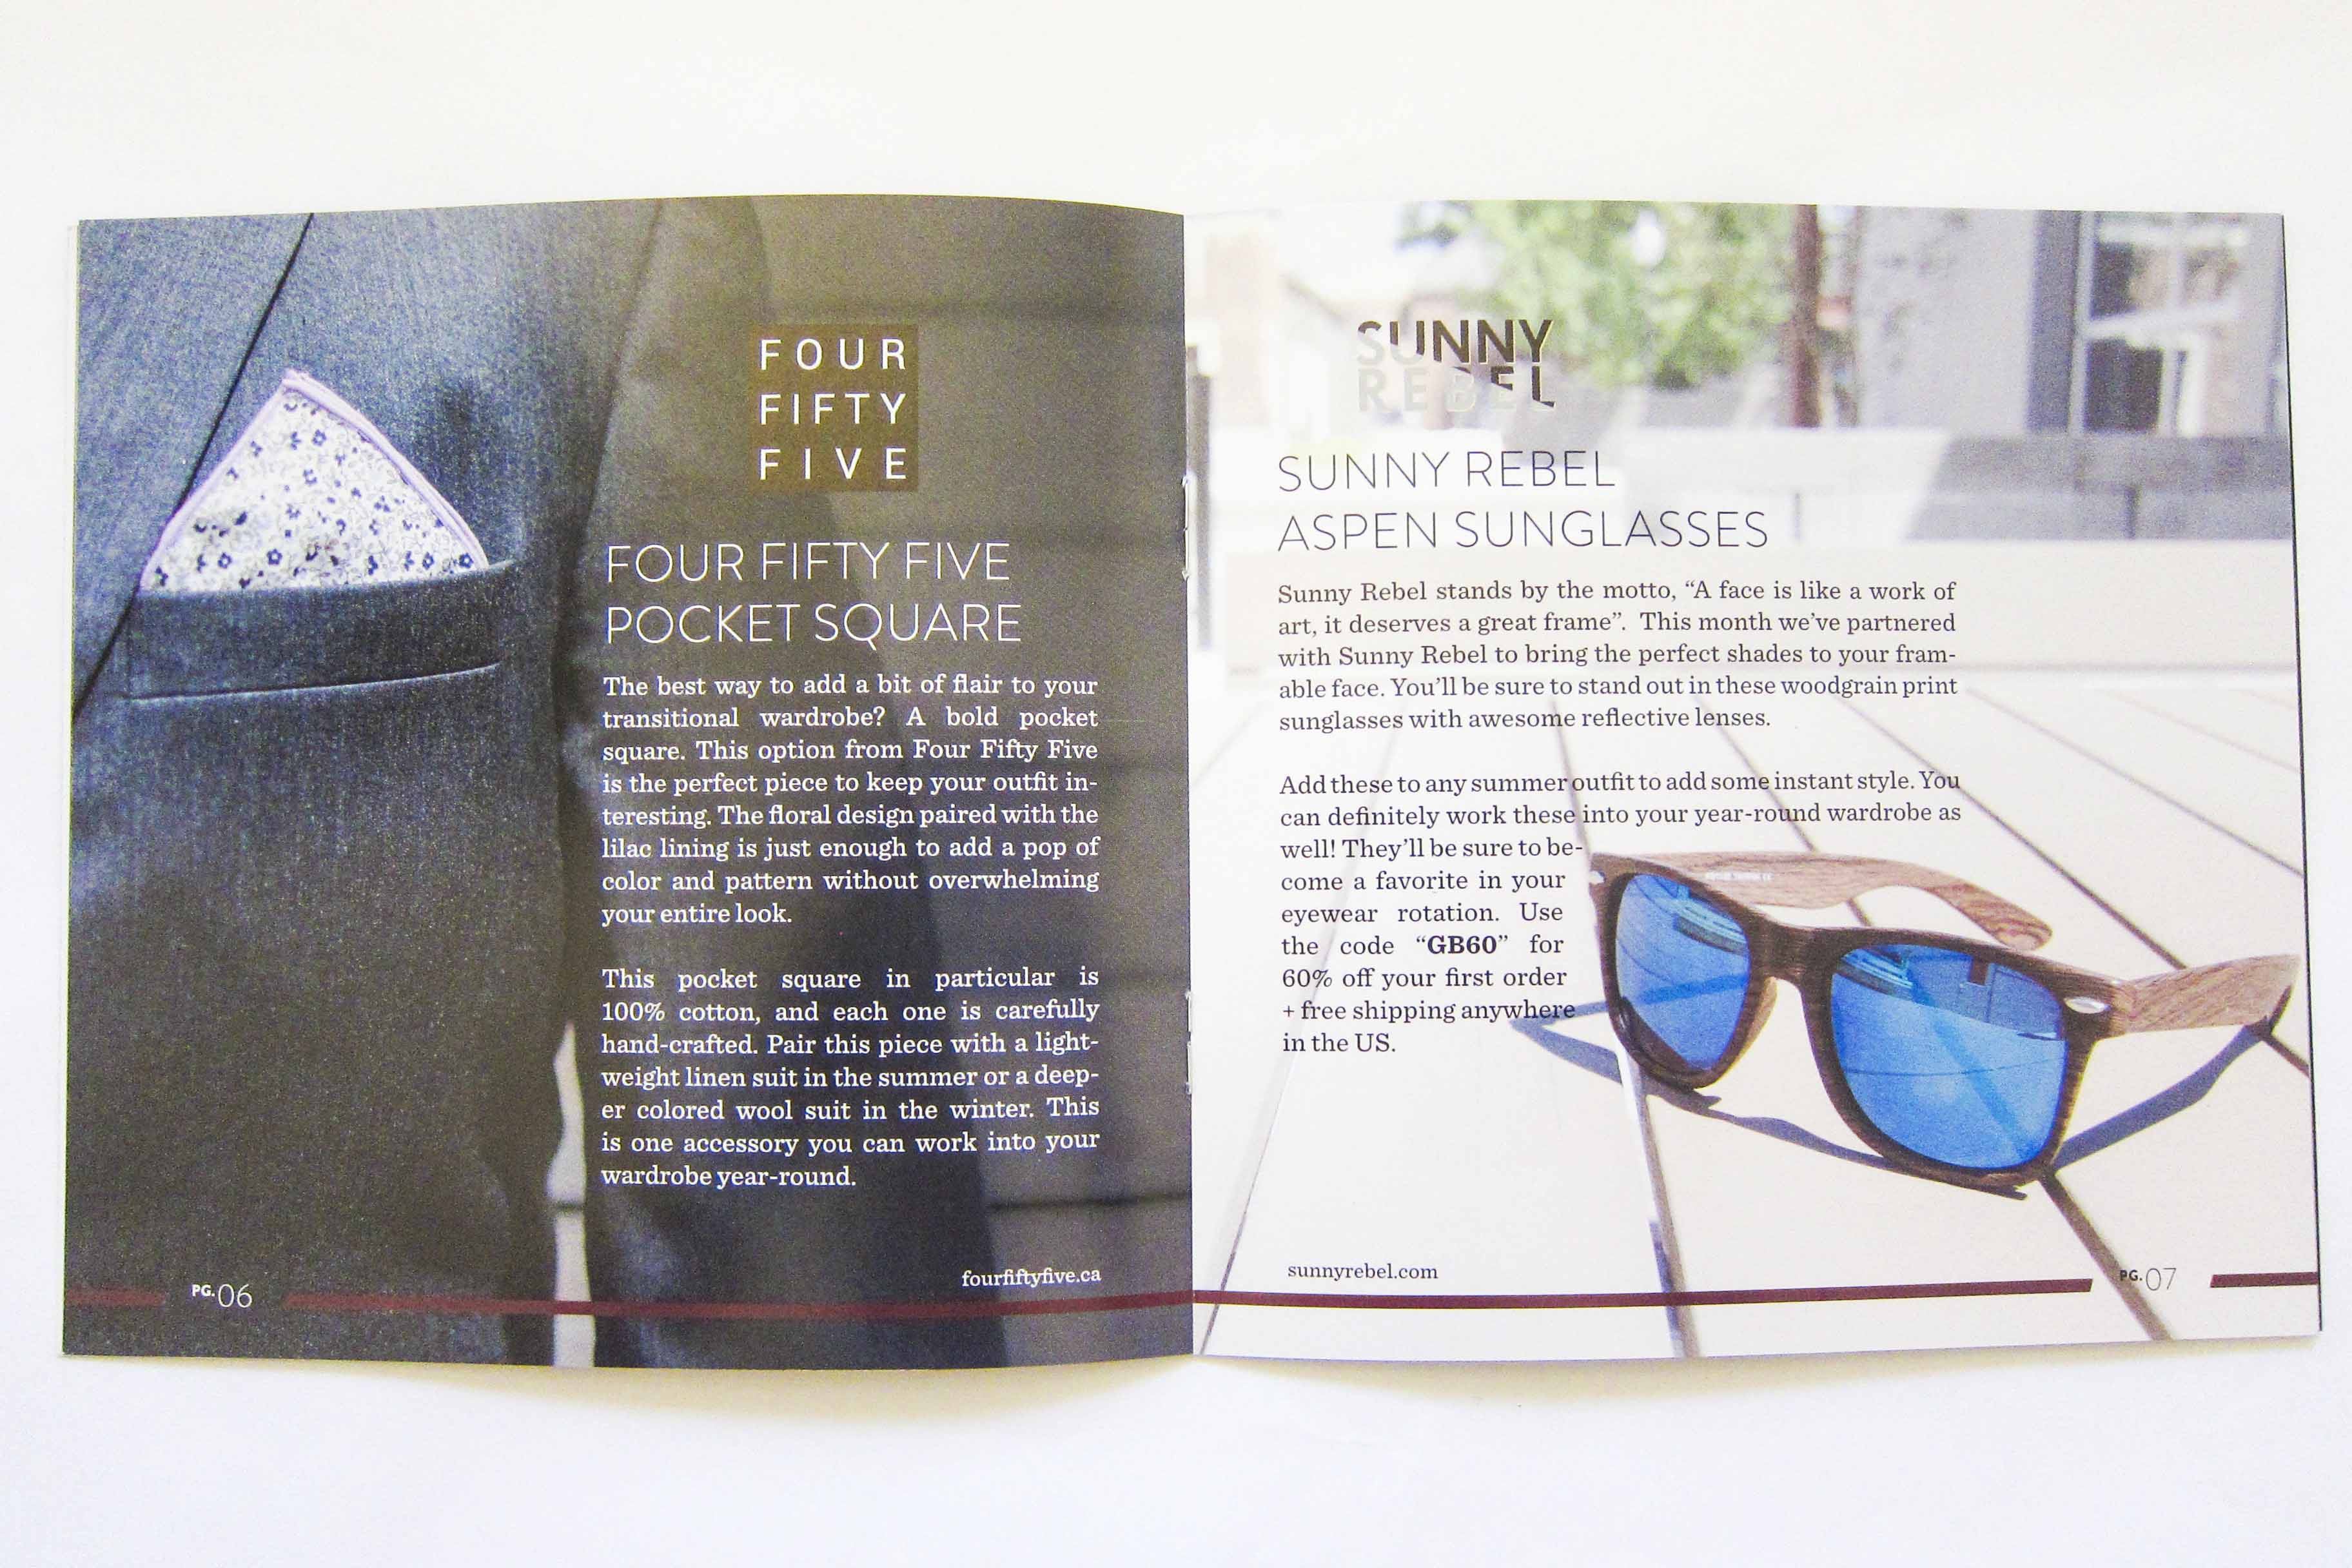 FOUR
FIFTY
FIVE
FOUR FIFTY FIVE
POCKET SQUARE
The best way to add a bit of flair to your
transitional wardrobe? A bold pocket
square. This option from Four Fifty Five
is the perfect piece to keep your outfit in-
teresting. The floral design paired with the
lilac lining is just enough to add a pop of
color and pattern without overwhelming
your entire look.
This pocket square in particular is
100% cotton, and each one is carefully
hand-crafted. Pair this piece with a light-
weight linen suit in the summer or a deep-
er colored wool suit in the winter. This
is one accessory you can work into your
wardrobe year-round.
fourfiftyfive.ca
PG.06
SUNNY
REBEL
SUNNY REBEL
ASPEN SUNGLASSES
Sunny Rebel stands by the motto, “A face is like a work of
art, it deserves a great frame”.  This month we’ve partnered
with Sunny Rebel to bring the perfect shades to your fram-
able face. You’ll be sure to stand out in these woodgrain print
sunglasses with awesome reflective lenses.
Add these to any summer outfit to add some instant style. You
can definitely work these into your year-round wardrobe as
well! They’ll be sure to be-
come a favorite in your
eyewear rotation. Use
the code “GB60” for
60% off your first order
+ free shipping anywhere
in the US.
sunnyrebel.com
PG.07